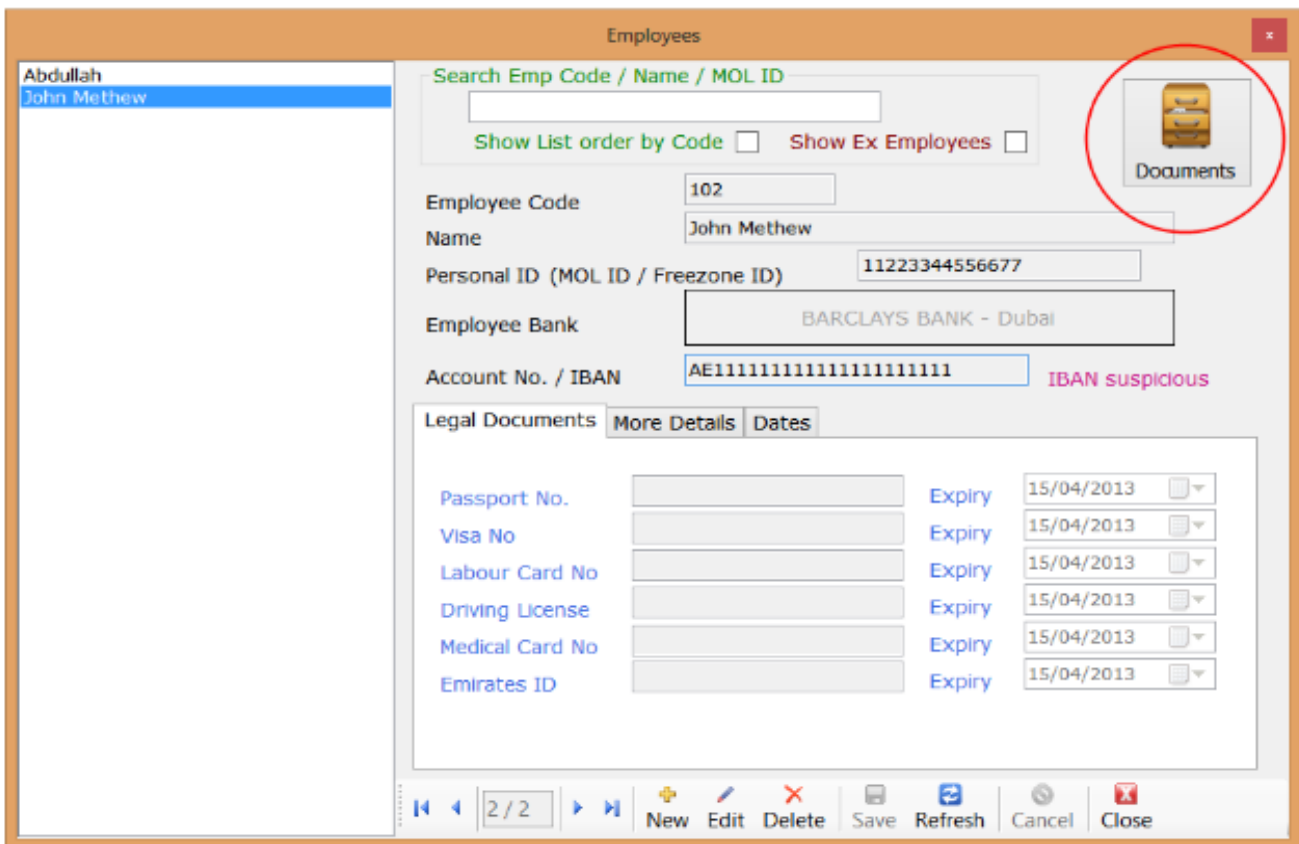 Employees
x
Abdullah
John Methew
Search Emp Code / Name / MOL ID
Show List order by Code
Show Ex Employees
Documents
Employee Code 102
Name John Methew
Personal ID (MOL ID / Freezone ID) 11223344556677
Employee Bank BARCLAYS BANK - Dubai
Account No. / IBAN AE111111111111111111111 IBAN suspicious
Legal Documents More Details Dates
Passport No. Expiry 15/04/2013
Visa No Expiry 15/04/2013
Labour Card No Expiry 15/04/2013
Driving License Expiry 15/04/2013
Medical Card No Expiry 15/04/2013
Emirates ID Expiry 15/04/2013
2 / 2 New Edit Delete Save Refresh Cancel Close